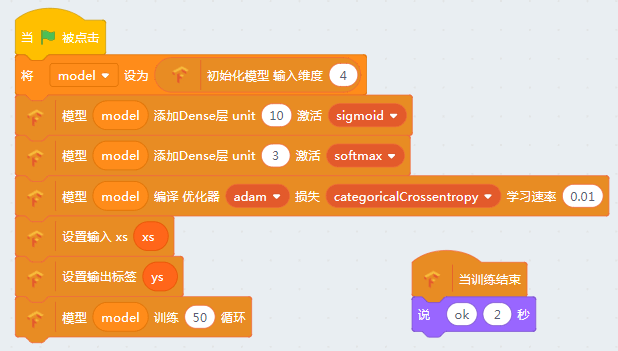 当 被点击
将 model 设为 初始化模型 输入维度 4
模型 model 添加Dense层 unit 10 激活 sigmoid
模型 model 添加Dense层 unit 3 激活 softmax
模型 model 编译 优化器 adam 损失 categoricalCrossentropy 学习速率 0.01
设置输入 xs xs
设置输出标签 ys
模型 model 训练 50 循环
当训练结束
说 ok 2 秒